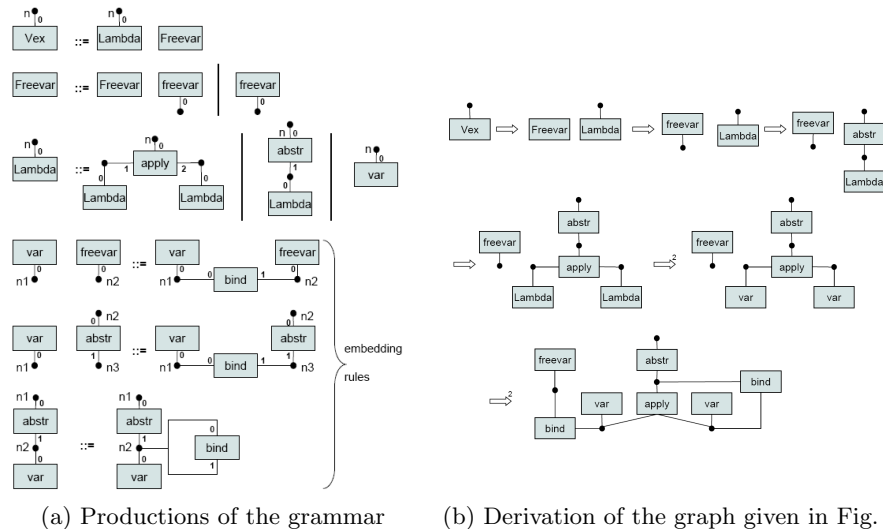 n 0 n 0
Vex ::= Lambda Freevar
Freevar ::= Freevar freevar freevar
0 0
n 0 n 0 n 0 n 0
Lambda ::= apply abstr var
1 2 1
0 0 0
Lambda Lambda Lambda
var freevar ::= var freevar
0 0 0 1 0
n1 n2 n1 bind n2
0 n2 0 n2
var abstr ::= var abstr
0 1 0 0 1 1
n1 n3 n1 bind n3
embedding
rules
n1 0 n1 0
abstr abstr
1 1 0
n2 ::= n2 bind
0 0 1
var var
(a) Productions of the grammar
Vex Freevar Lambda freevar Lambda freevar abstr
Lambda
freevar abstr 2 freevar abstr
apply apply
Lambda Lambda var var
freevar abstr
2 var apply var bind
bind
(b) Derivation of the graph given in Fig.